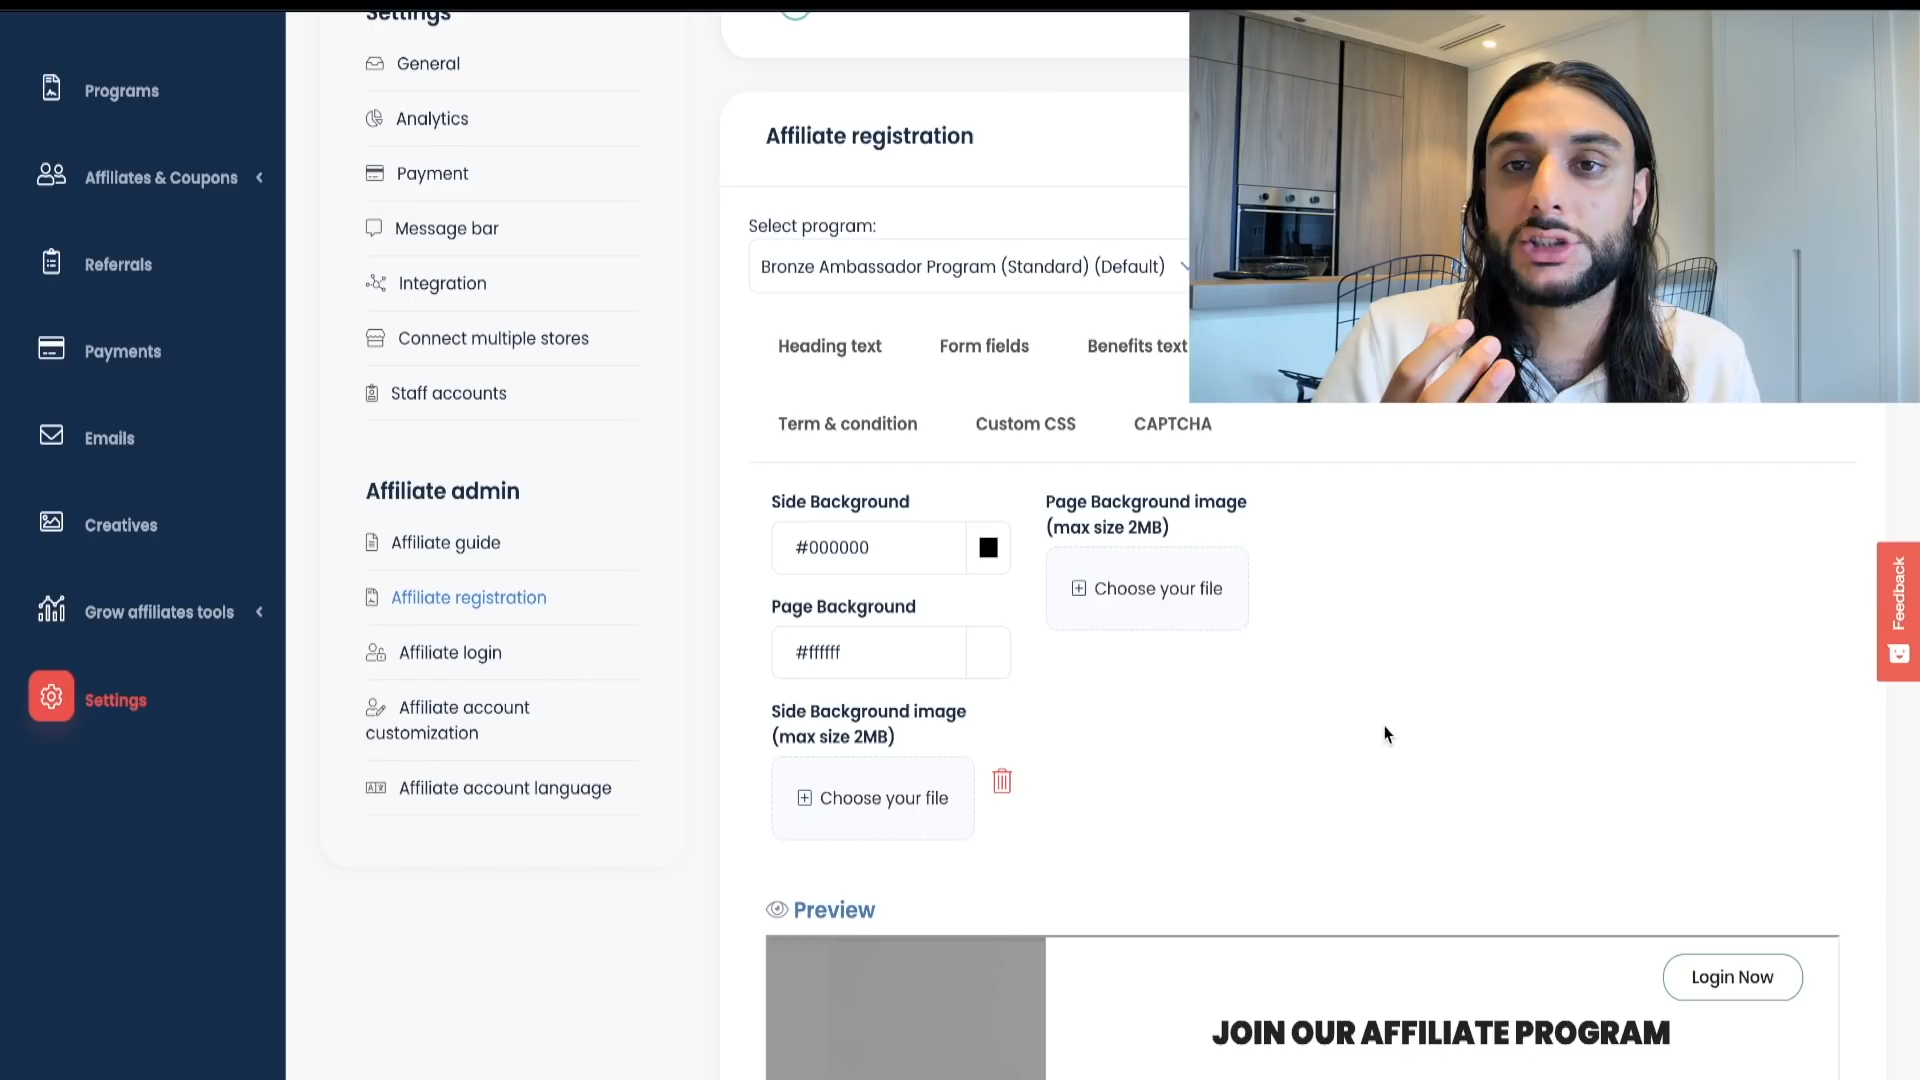 Programs
Affiliates & Coupons
Referrals
Payments
Emails
Creatives
Grow affiliates tools
Settings
Settings
General
Analytics
Payment
Message bar
Integration
Connect multiple stores
Staff accounts
Affiliate admin
Affiliate guide
Affiliate registration
Affiliate login
Affiliate account
customization
Affiliate account language
Affiliate registration
Select program:
Bronze Ambassador Program (Standard) (Default)
Heading text
Form fields
Benefits text
Term & condition
Custom CSS
CAPTCHA
Side Background
#000000
Page Background
#ffffff
Side Background image
(max size 2MB)
Choose your file
Page Background image
(max size 2MB)
Choose your file
Preview
Login Now
JOIN OUR AFFILIATE PROGRAM
Feedback